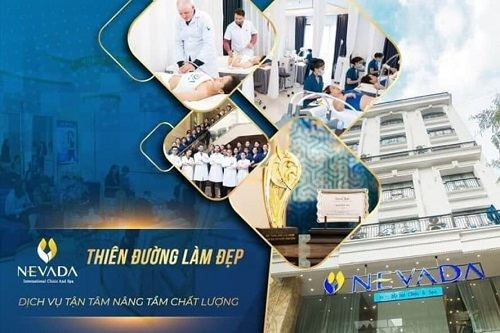 NEVADA
International Clinic And Spa
THIÊN ĐƯỜNG LÀM ĐẸP
DỊCH VỤ TẬN TÂM NÂNG TẦM CHẤT LƯỢNG
NEVADA